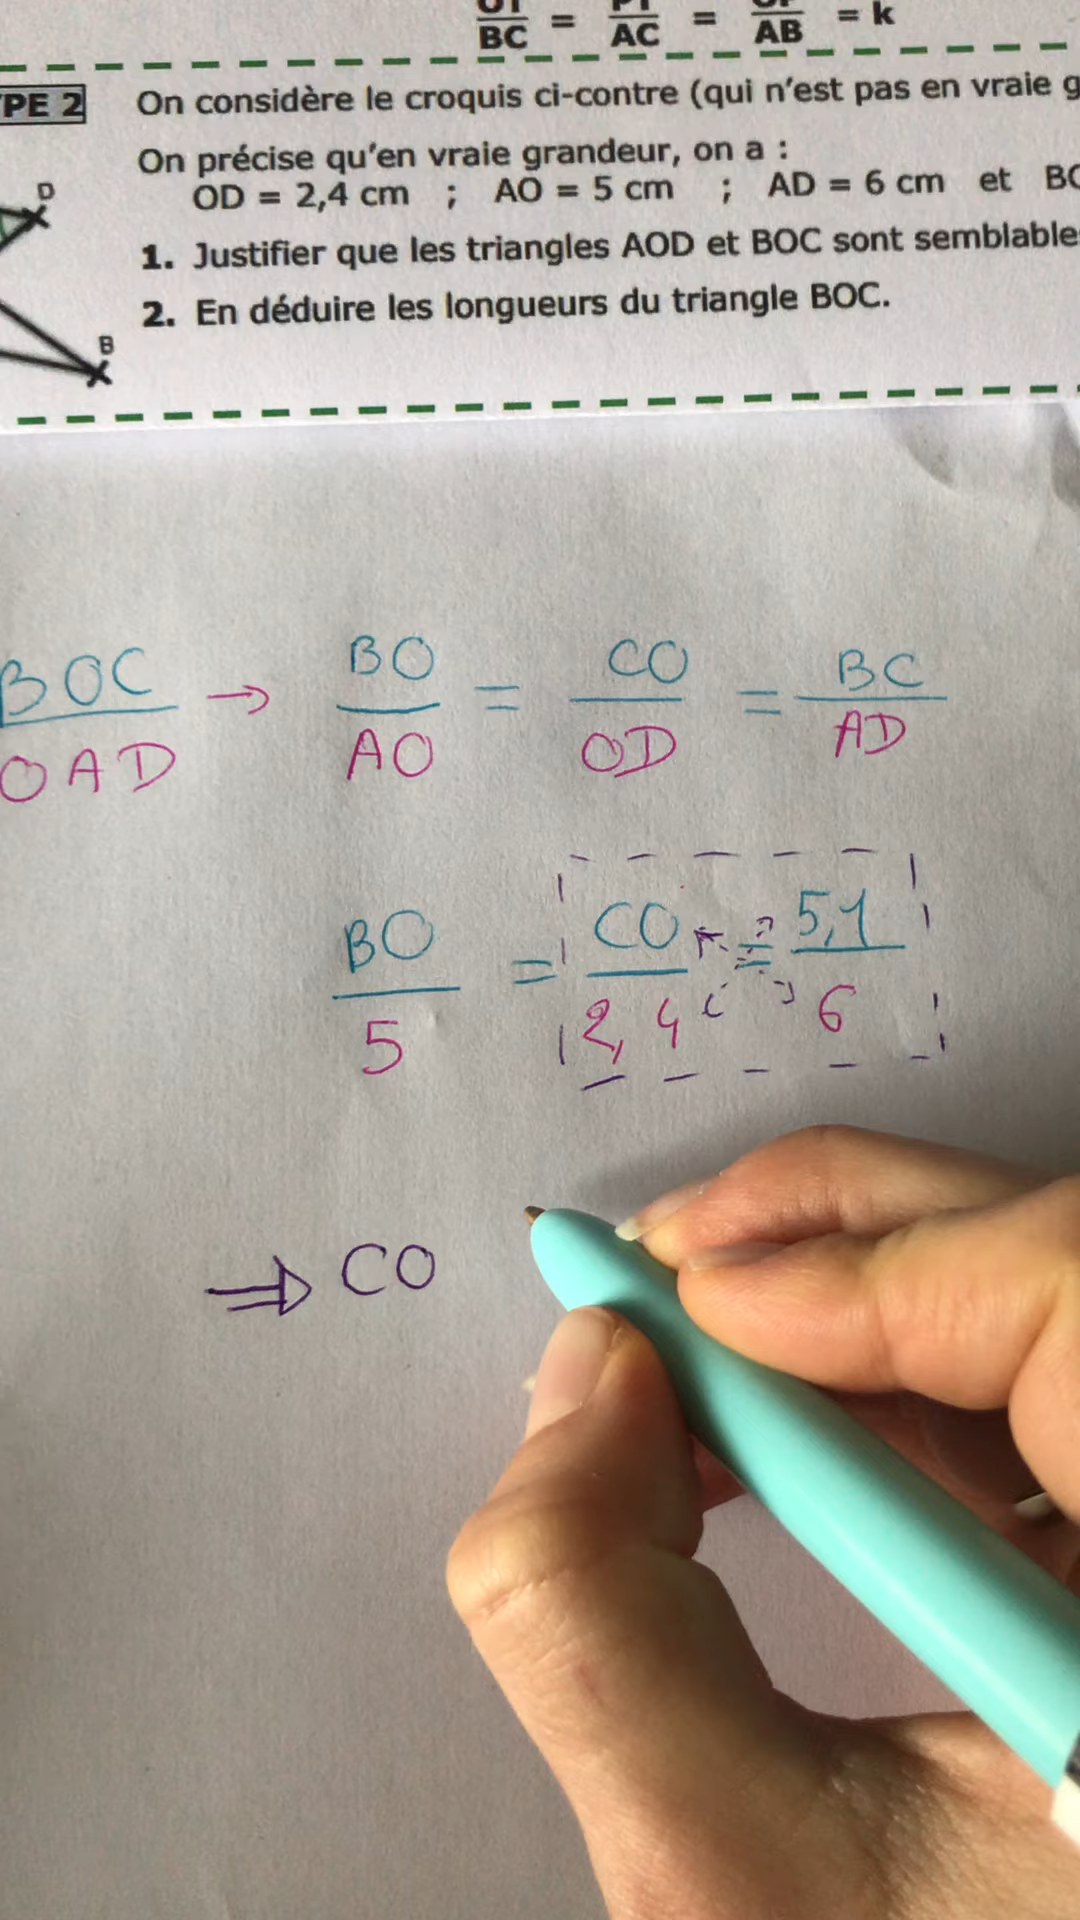 BC = AC = AB = k
PE 2 On considère le croquis ci-contre (qui n'est pas en vraie g
On précise qu'en vraie grandeur, on a :
D
OD = 2,4 cm ; AO = 5 cm ; AD = 6 cm et BC
1. Justifier que les triangles AOD et BOC sont semblable
2. En déduire les longueurs du triangle BOC.
B
BOC → BO = CO = BC
OAD AO OD AD
BO = CO = 5,1
5 2,4 6
⇒ CO